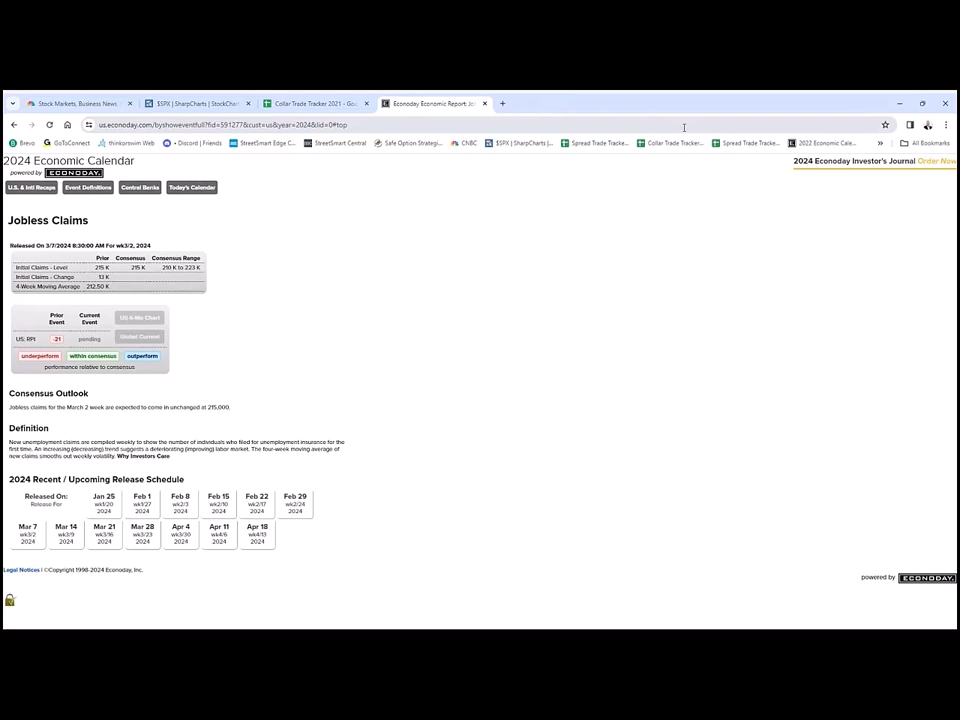 Stock Markets, Business News
$SPX | SharpCharts | StockChar
Collar Trade Tracker 2021 - Goo
Econoday Economic Report: Jo
us.econoday.com/byshoweventfull?fid=591277&cust=us&year=2024&lid=0#top
Brevo GoToConnect thinkorswim Web • Discord | Friends StreetSmart Edge C... StreetSmart Central Safe Option Strategi... CNBC $SPX | SharpCharts |... Spread Trade Tracke... Collar Trade Tracker... Spread Trade Tracke... 2022 Economic Cale... » All Bookmarks
2024 Economic Calendar
2024 Econoday Investor's Journal Order Now
powered by ECONODAY.
U.S. & Intl Recaps Event Definitions Central Banks Today's Calendar
Jobless Claims
Released On 3/7/2024 8:30:00 AM For wk3/2, 2024
Prior Consensus Consensus Range
Initial Claims - Level 215 K 215 K 210 K to 223 K
Initial Claims - Change 13 K
4-Week Moving Average 212.50 K
Prior Event Current Event US 6-Mo Chart
US: RPI -21 pending Global Current
underperform within consensus outperform
performance relative to consensus
Consensus Outlook
Jobless claims for the March 2 week are expected to come in unchanged at 215,000.
Definition
New unemployment claims are compiled weekly to show the number of individuals who filed for unemployment insurance for the
first time. An increasing (decreasing) trend suggests a deteriorating (improving) labor market. The four-week moving average of
new claims smooths out weekly volatility. Why Investors Care
2024 Recent / Upcoming Release Schedule
Released On: Jan 25 Feb 1 Feb 8 Feb 15 Feb 22 Feb 29
Release For wk1/20 wk1/27 wk2/3 wk2/10 wk2/17 wk2/24
2024 2024 2024 2024 2024 2024
Mar 7 Mar 14 Mar 21 Mar 28 Apr 4 Apr 11 Apr 18
wk3/2 wk3/9 wk3/16 wk3/23 wk3/30 wk4/6 wk4/13
2024 2024 2024 2024 2024 2024 2024
Legal Notices | ©Copyright 1998-2024 Econoday, Inc.
powered by ECONODAY.